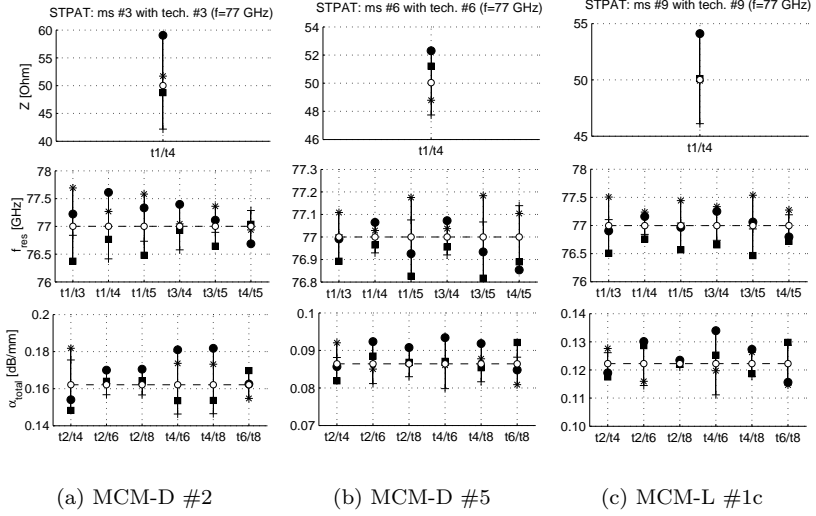 STPAT: ms #3 with tech. #3 (f=77 GHz)
60
55
50
45
40
Z [Ohm]
t1/t4
78
77.5
77
76.5
76
f_res [GHz]
t1/t3 t1/t4 t1/t5 t3/t4 t3/t5 t4/t5
0.2
0.18
0.16
0.14
α_total [dB/mm]
t2/t4 t2/t6 t2/t8 t4/t6 t4/t8 t6/t8
(a) MCM-D #2
STPAT: ms #6 with tech. #6 (f=77 GHz)
54
52
50
48
46
t1/t4
77.3
77.2
77.1
77
76.9
76.8
t1/t3 t1/t4 t1/t5 t3/t4 t3/t5 t4/t5
0.1
0.09
0.08
0.07
t2/t4 t2/t6 t2/t8 t4/t6 t4/t8 t6/t8
(b) MCM-D #5
STPAT: ms #9 with tech. #9 (f=77 GHz)
55
50
45
t1/t4
78
77.5
77
76.5
76
t1/t3 t1/t4 t1/t5 t3/t4 t3/t5 t4/t5
0.14
0.13
0.12
0.11
0.10
t2/t4 t2/t6 t2/t8 t4/t6 t4/t8 t6/t8
(c) MCM-L #1c